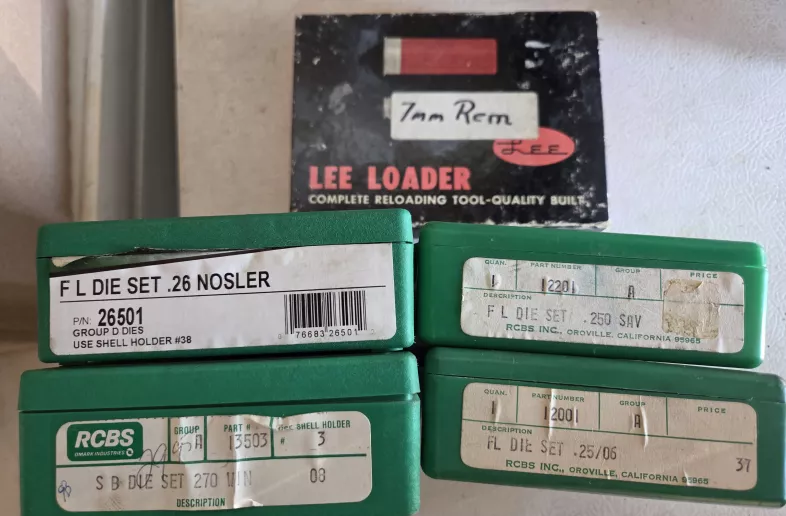 7mm Rem
LEE
LEE LOADER
COMPLETE RELOADING TOOL-QUALITY BUILT
F L DIE SET .26 NOSLER
P/N: 26501
GROUP D DIES
USE SHELL HOLDER #38
76683 26501
QUAN. PART NUMBER GROUP PRICE
1 12201 A
DESCRIPTION
F L DIE SET .250 SAV
RCBS INC., OROVILLE, CALIFORNIA 95965
RCBS
OMARK INDUSTRIES
GROUP PART # SHELL HOLDER
A 13503 # 3
S B DIE SET 270 WIN 08
DESCRIPTION
QUAN. PART NUMBER GROUP PRICE
1 12001 A
DESCRIPTION
FL DIE SET .25/06 37
RCBS INC., OROVILLE, CALIFORNIA 95965